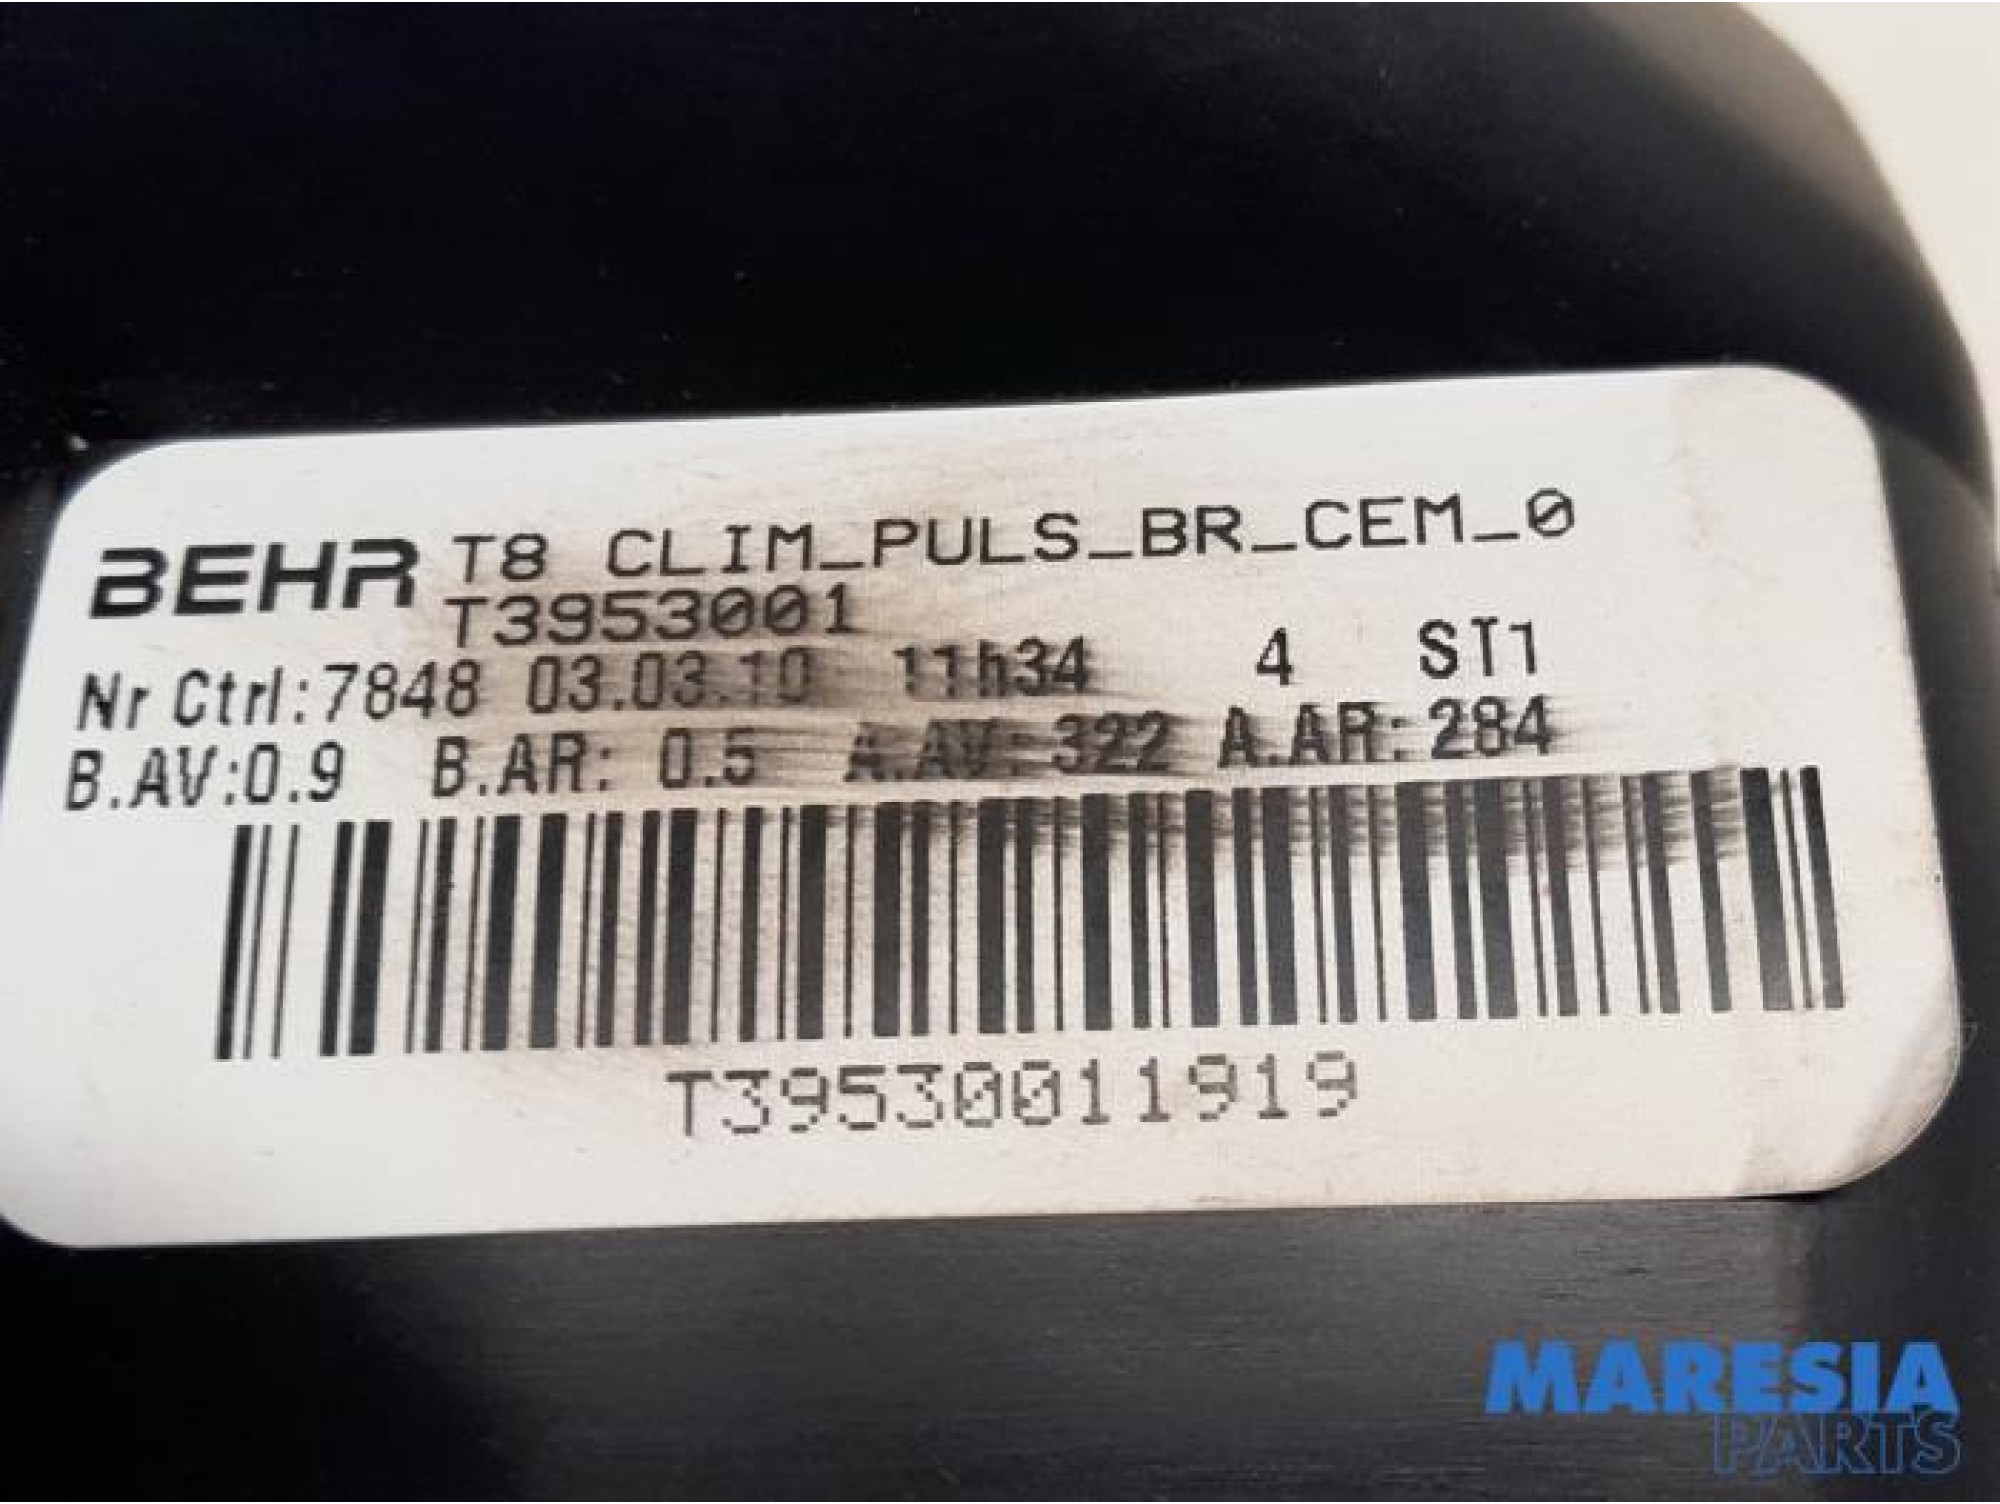 BEHR T8 CLIM_PULS_BR_CEM_0
T3953001
Nr Ctrl:7848 03.03.10 11h34 4 ST1
B.AV:0.9 B.AR: 0.5 A.AV:322 A.AR:284
T39530011919
MARESIA
PARTS